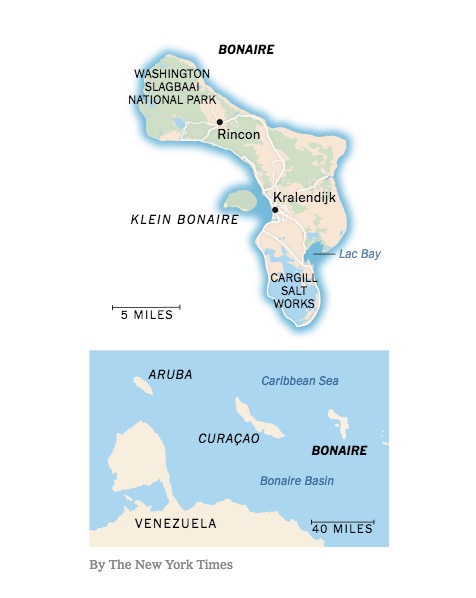 BONAIRE
WASHINGTON
SLAGBAAI
NATIONAL PARK
Rincon
Kralendijk
KLEIN BONAIRE
Lac Bay
CARGILL
SALT
WORKS
5 MILES
ARUBA
Caribbean Sea
CURAÇAO
BONAIRE
Bonaire Basin
VENEZUELA
40 MILES
By The New York Times